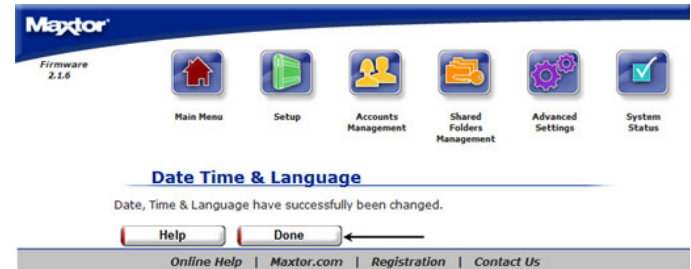 Maxtor
Firmware
2.1.6
Main Menu
Setup
Accounts
Management
Shared
Folders
Management
Advanced
Settings
System
Status
Date Time & Language
Date, Time & Language have successfully been changed.
Help
Done
Online Help | Maxtor.com | Registration | Contact Us